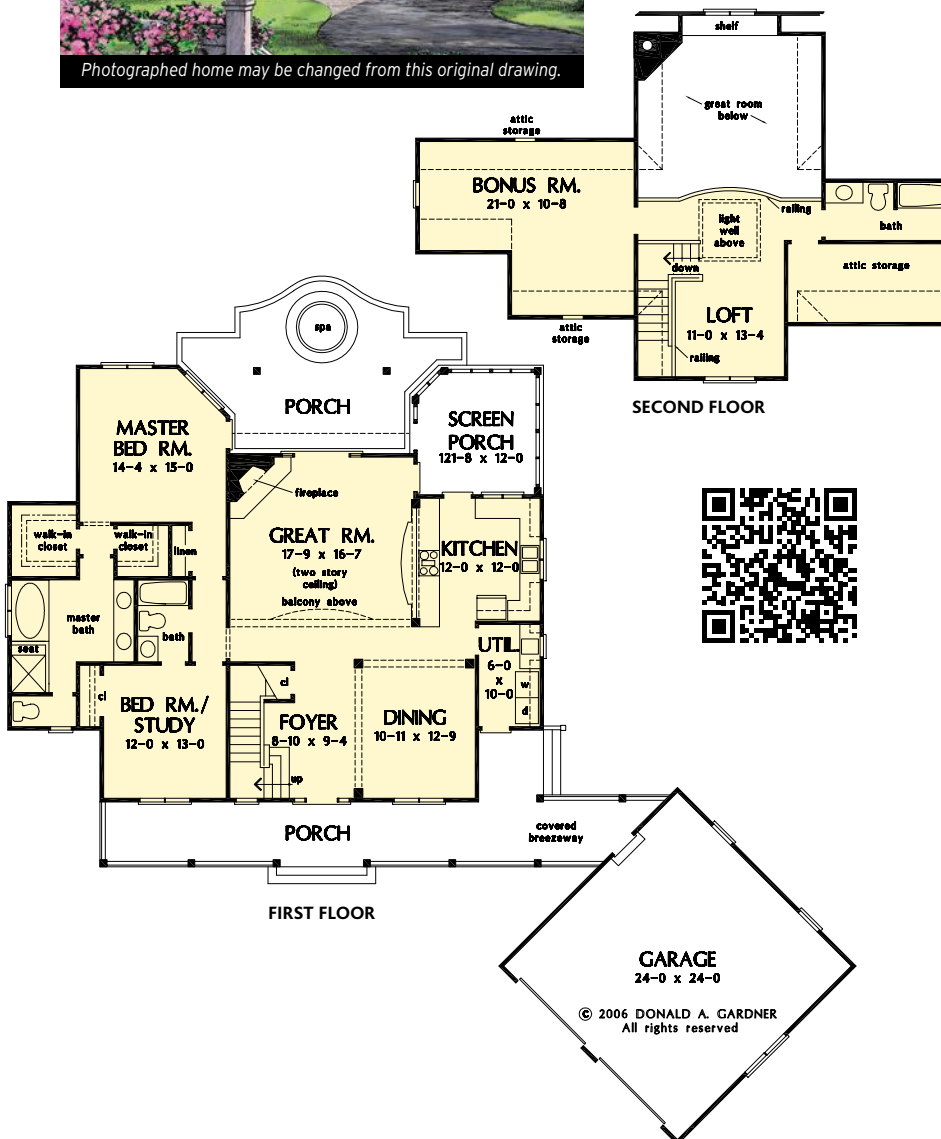 Photographed home may be changed from this original drawing.
shelf
great room
below
attic
storage
BONUS RM.
21-0 x 10-8
railing
light
well
above
bath
down
attic storage
LOFT
11-0 x 13-4
attic
storage
railing
SECOND FLOOR
spa
PORCH
SCREEN
PORCH
121-8 x 12-0
MASTER
BED RM.
14-4 x 15-0
fireplace
walk-in
closet
walk-in
closet
linen
GREAT RM.
17-9 x 16-7
(two story
ceiling)
balcony above
KITCHEN
12-0 x 12-0
master
bath
bath
seat
UTIL.
6-0
x
10-0
w
d
cl
cl
BED RM./
STUDY
12-0 x 13-0
FOYER
8-10 x 9-4
DINING
10-11 x 12-9
up
PORCH
covered
breezeway
FIRST FLOOR
GARAGE
24-0 x 24-0
© 2006 DONALD A. GARDNER
All rights reserved